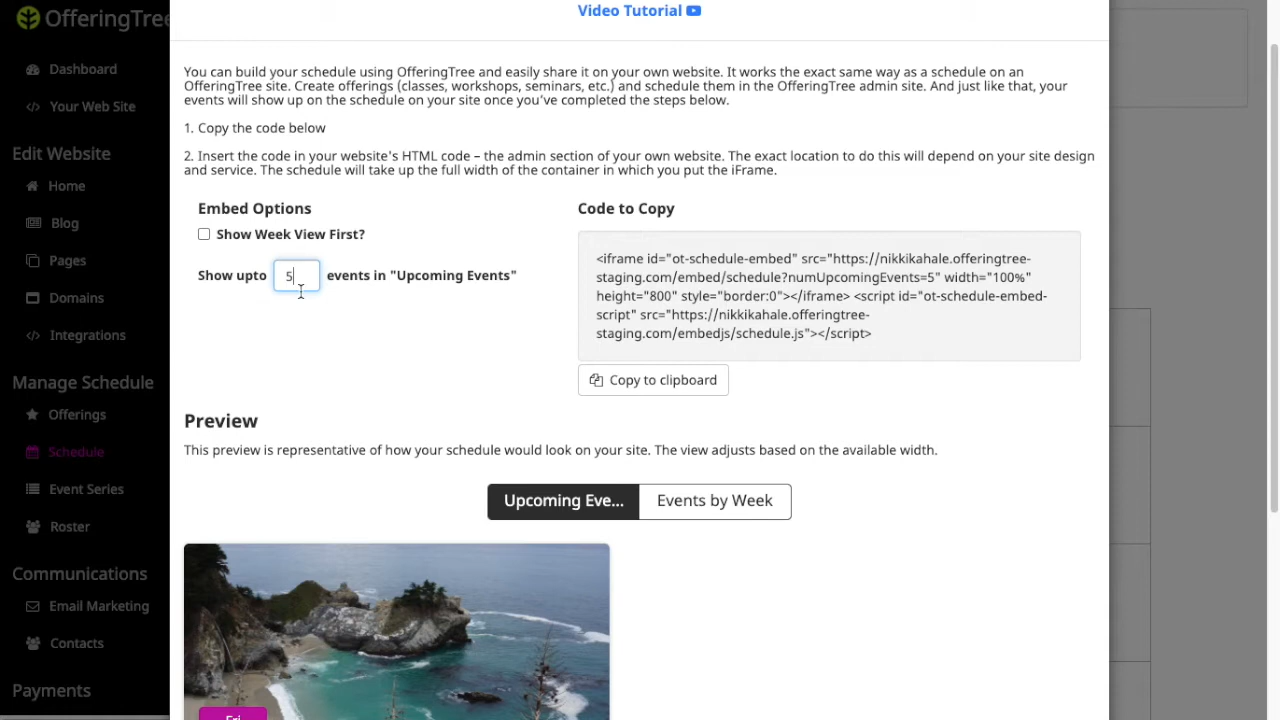 OfferingTree
Dashboard
Your Web Site
Edit Website
Home
Blog
Pages
Domains
Integrations
Manage Schedule
Offerings
Schedule
Event Series
Roster
Communications
Email Marketing
Contacts
Payments
Video Tutorial
You can build your schedule using OfferingTree and easily share it on your own website. It works the exact same way as a schedule on an
OfferingTree site. Create offerings (classes, workshops, seminars, etc.) and schedule them in the OfferingTree admin site. And just like that, your
events will show up on the schedule on your site once you've completed the steps below.
1. Copy the code below
2. Insert the code in your website's HTML code – the admin section of your own website. The exact location to do this will depend on your site design
and service. The schedule will take up the full width of the container in which you put the iFrame.
Embed Options
Show Week View First?
Show upto 5 events in "Upcoming Events"
Code to Copy
<iframe id="ot-schedule-embed" src="https://nikkikahale.offeringtree-
staging.com/embed/schedule?numUpcomingEvents=5" width="100%"
height="800" style="border:0"></iframe> <script id="ot-schedule-embed-
script" src="https://nikkikahale.offeringtree-
staging.com/embedjs/schedule.js"></script>
Copy to clipboard
Preview
This preview is representative of how your schedule would look on your site. The view adjusts based on the available width.
Upcoming Eve...
Events by Week
Fri